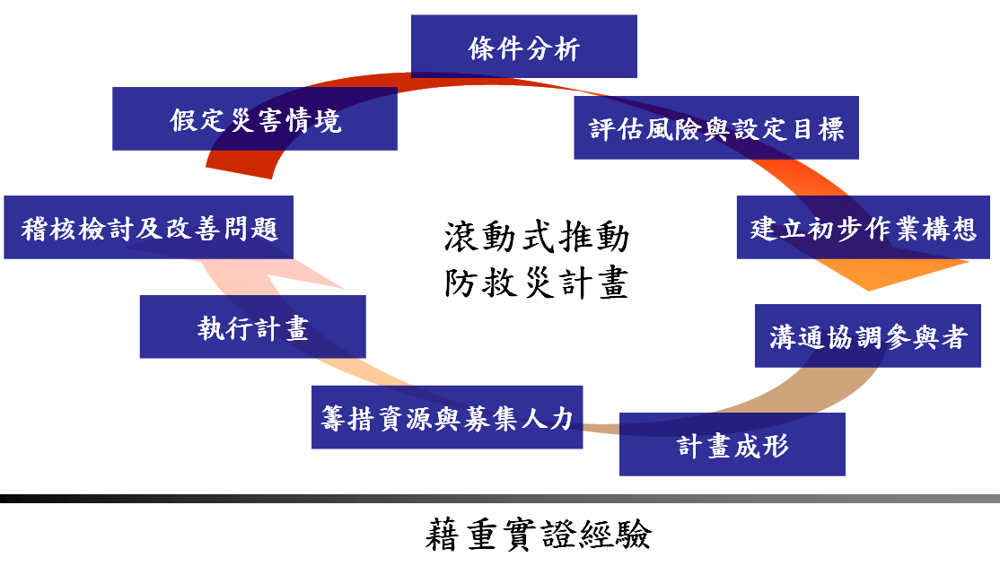 條件分析
假定災害情境
評估風險與設定目標
稽核檢討及改善問題
建立初步作業構想
滾動式推動
防救災計畫
執行計畫
溝通協調參與者
籌措資源與募集人力
計畫成形
藉重實證經驗